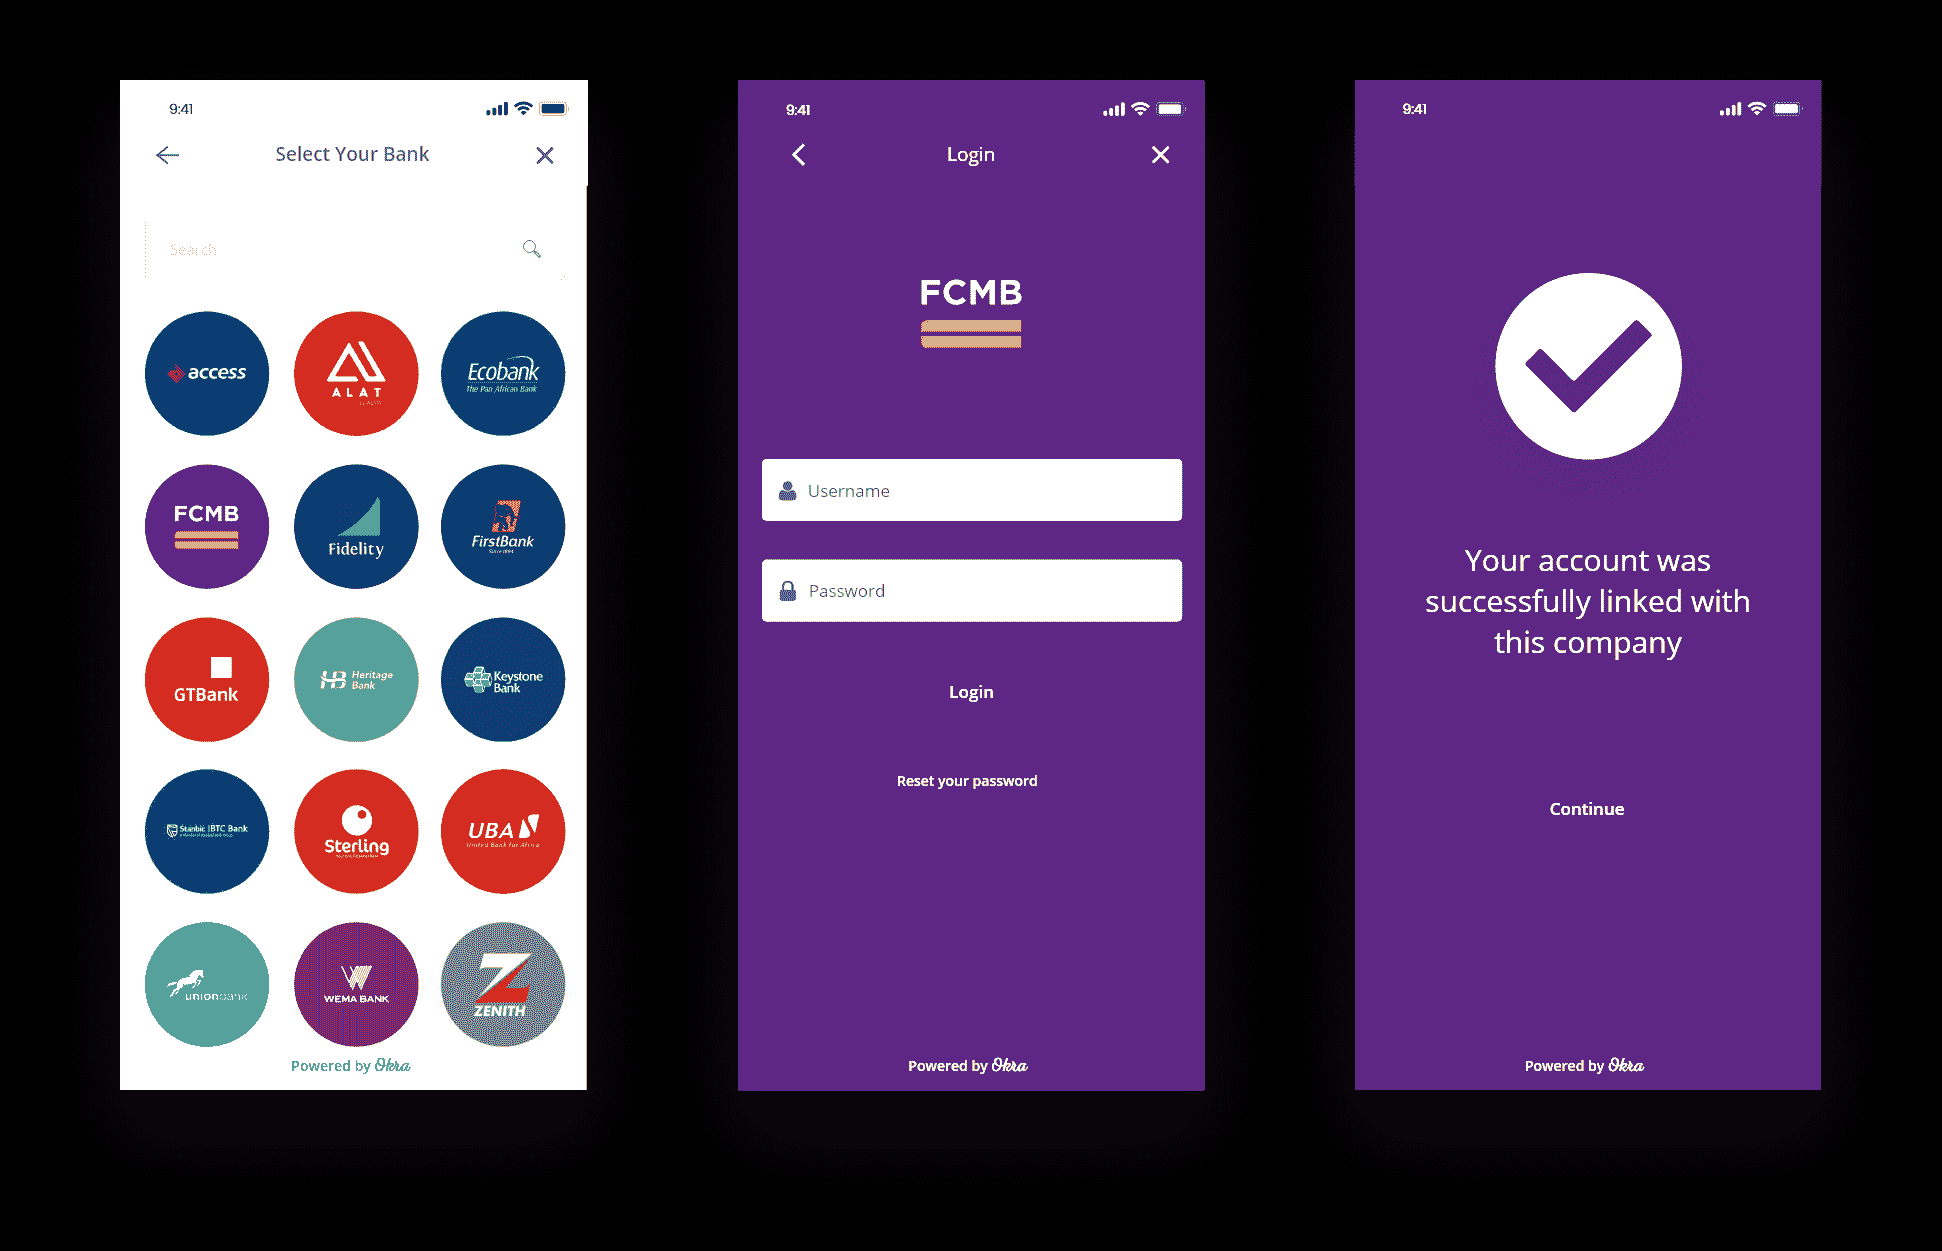 9:41
Select Your Bank
Search
access
ALAT
Ecobank
The Pan African Bank
FCMB
Fidelity
FirstBank
Since 1894
GTBank
HB Heritage
Bank
Keystone
Bank
Stanbic IBTC Bank
Sterling
UBA
United Bank for Africa
unionbank
WEMA BANK
ZENITH
Powered by Okra
9:41
Login
FCMB
Username
Password
Login
Reset your password
Powered by Okra
9:41
Your account was
successfully linked with
this company
Continue
Powered by Okra